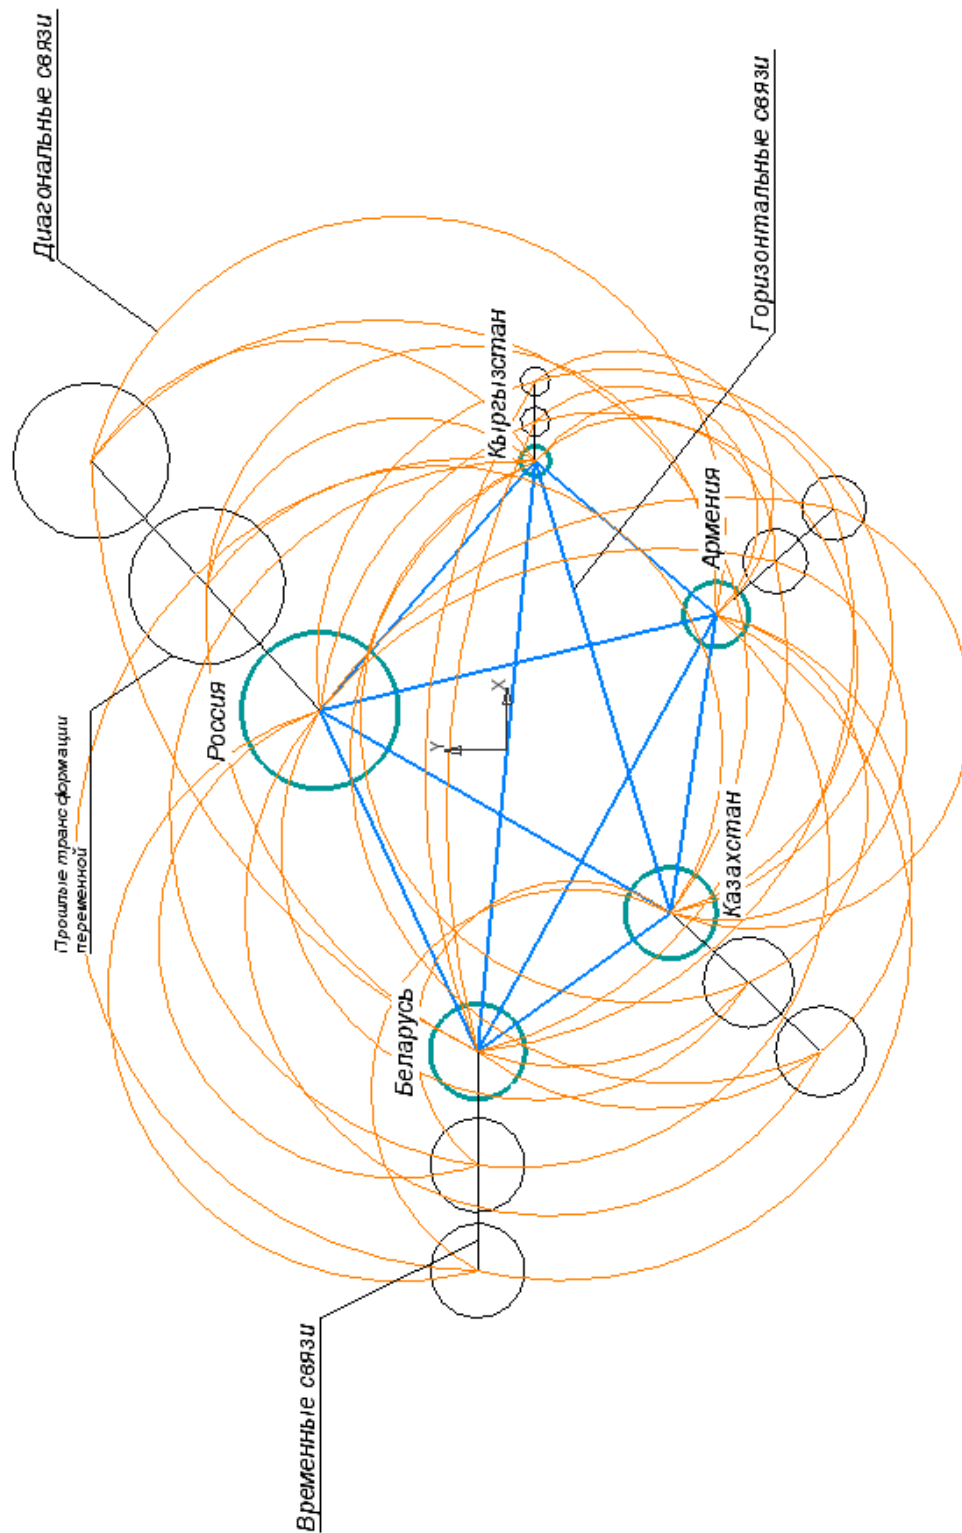 Диагональные связи
Горизонтальные связи
Кыргызстан
Армения
Россия
Прошлые трансформации
переменной
Y
X
Казахстан
Беларусь
Временные связи